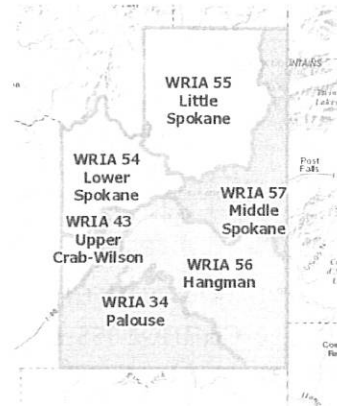 WRIA 55
Little
Spokane
WRIA 54
Lower
Spokane
Post
Falls
WRIA 57
Middle
Spokane
WRIA 43
Upper
Crab-Wilson
WRIA 56
Hangman
WRIA 34
Palouse